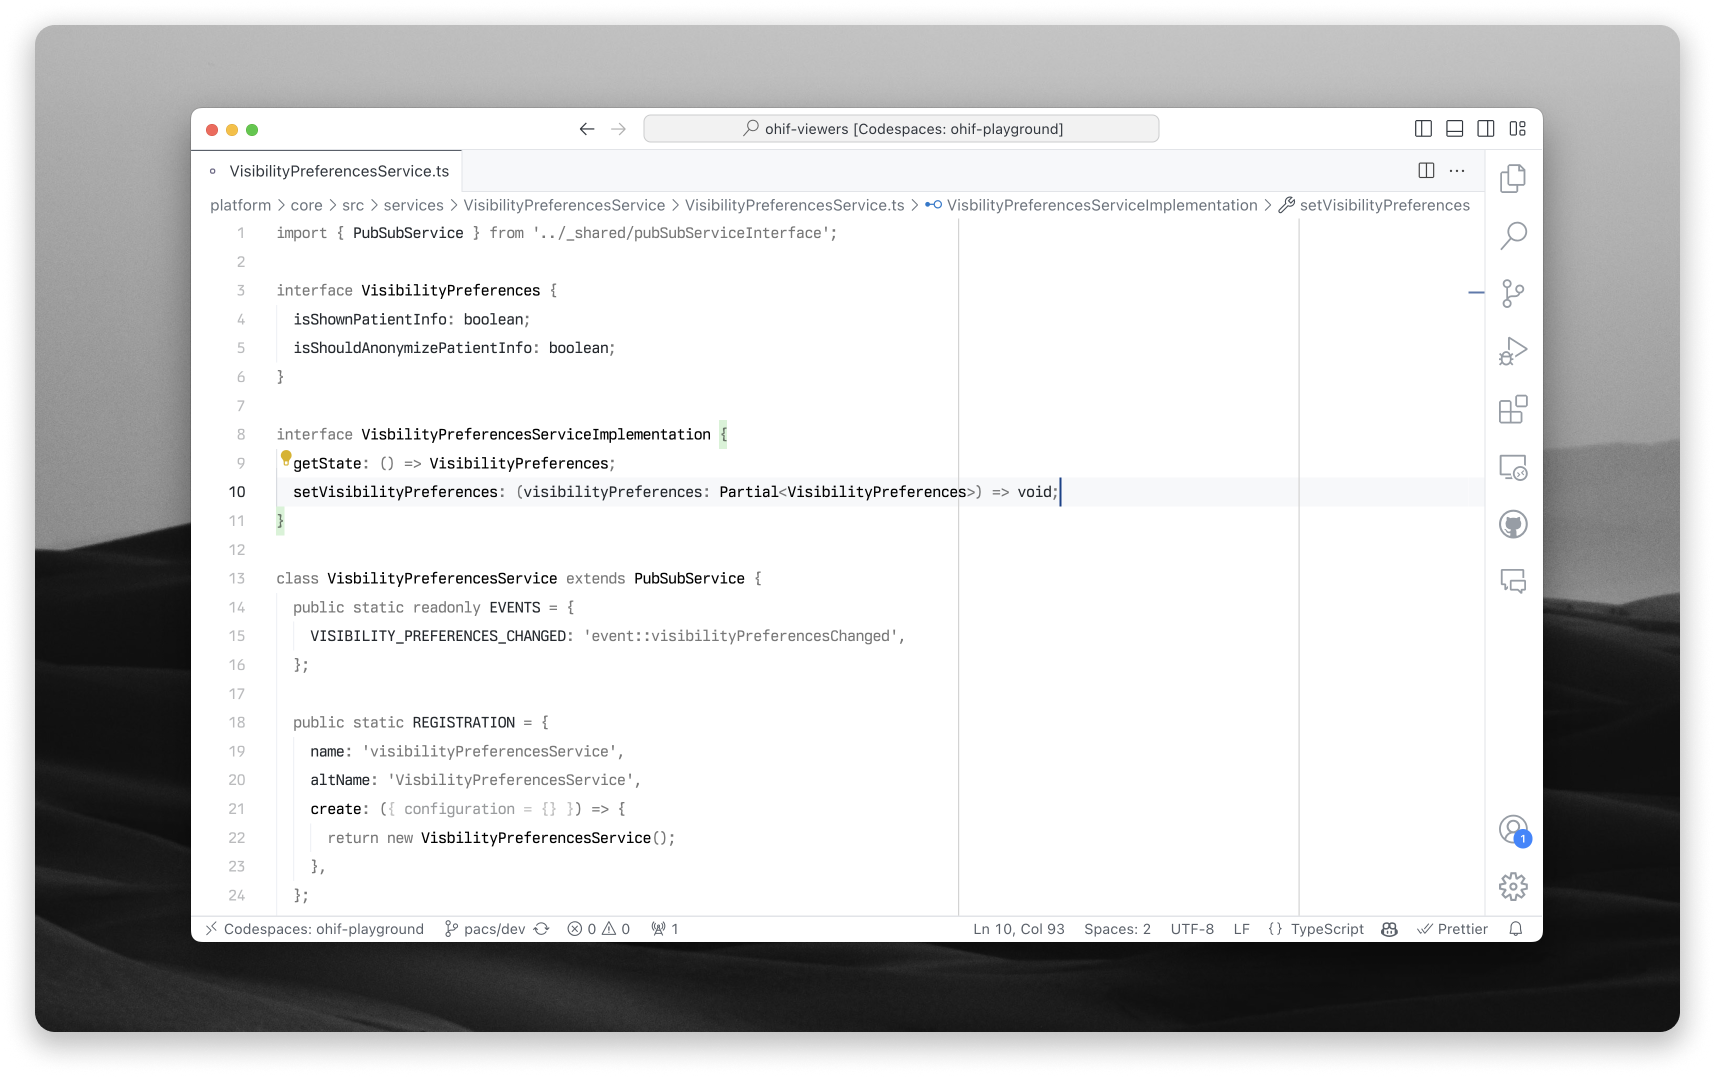 ohif-viewers [Codespaces: ohif-playground]
VisibilityPreferencesService.ts
platform > core > src > services > VisibilityPreferencesService > VisibilityPreferencesService.ts > VisbilityPreferencesServiceImplementation > setVisibilityPreferences
1 import { PubSubService } from '../_shared/pubSubServiceInterface';
2
3 interface VisibilityPreferences {
4   isShownPatientInfo: boolean;
5   isShouldAnonymizePatientInfo: boolean;
6 }
7
8 interface VisbilityPreferencesServiceImplementation {
9   getState: () => VisibilityPreferences;
10   setVisibilityPreferences: (visibilityPreferences: Partial<VisibilityPreferences>) => void;
11 }
12
13 class VisbilityPreferencesService extends PubSubService {
14   public static readonly EVENTS = {
15     VISIBILITY_PREFERENCES_CHANGED: 'event::visibilityPreferencesChanged',
16   };
17
18   public static REGISTRATION = {
19     name: 'visibilityPreferencesService',
20     altName: 'VisbilityPreferencesService',
21     create: ({ configuration = {} }) => {
22       return new VisbilityPreferencesService();
23     },
24   };
1
Codespaces: ohif-playground pacs/dev 0 0 1 Ln 10, Col 93 Spaces: 2 UTF-8 LF {} TypeScript Prettier